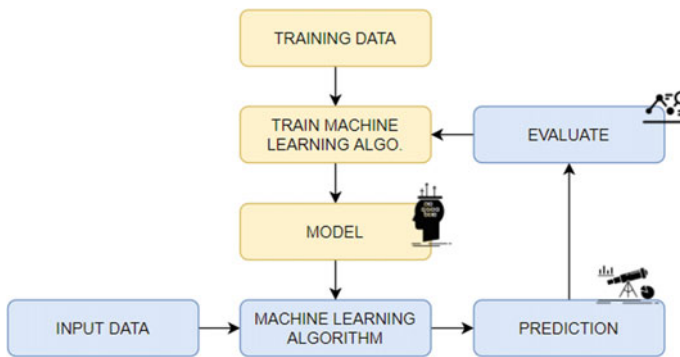 TRAINING DATA
TRAIN MACHINE
LEARNING ALGO.
EVALUATE
MODEL
INPUT DATA
MACHINE LEARNING
ALGORITHM
PREDICTION